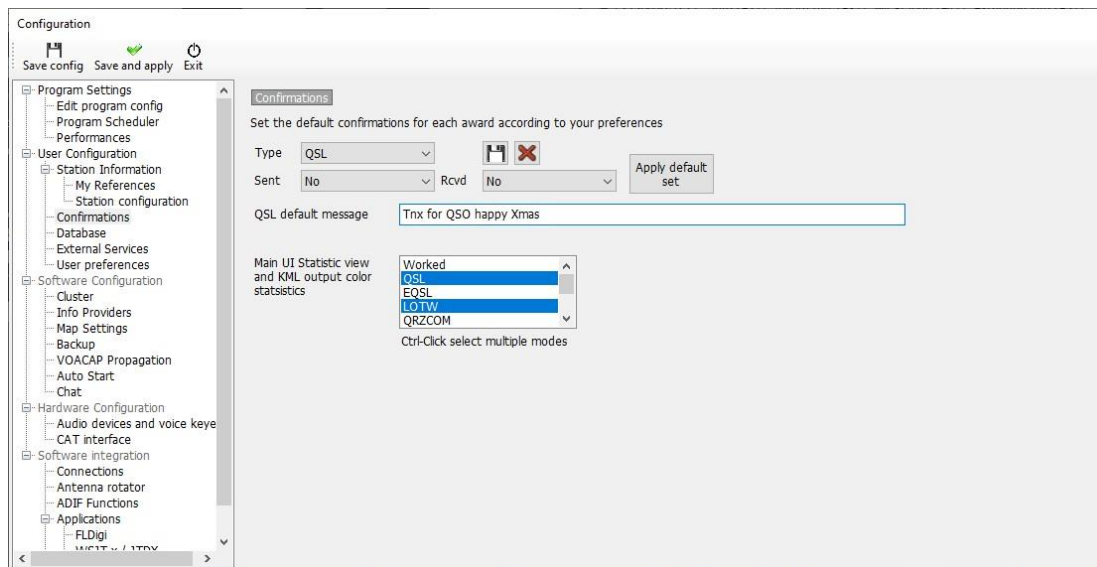 Configuration
Save config Save and apply Exit
Program Settings
Edit program config
Program Scheduler
Performances
User Configuration
Station Information
My References
Station configuration
Confirmations
Database
External Services
User preferences
Software Configuration
Cluster
Info Providers
Map Settings
Backup
VOACAP Propagation
Auto Start
Chat
Hardware Configuration
Audio devices and voice keye
CAT interface
Software integration
Connections
Antenna rotator
ADIF Functions
Applications
FLDigi
WSJT-x / JTDX
Confirmations
Set the default confirmations for each award according to your preferences
Type QSL
Sent No Rcvd No
Apply default
set
QSL default message Tnx for QSO happy Xmas
Main UI Statistic view
and KML output color
statsistics
Worked
QSL
EQSL
LOTW
QRZCOM
Ctrl-Click select multiple modes